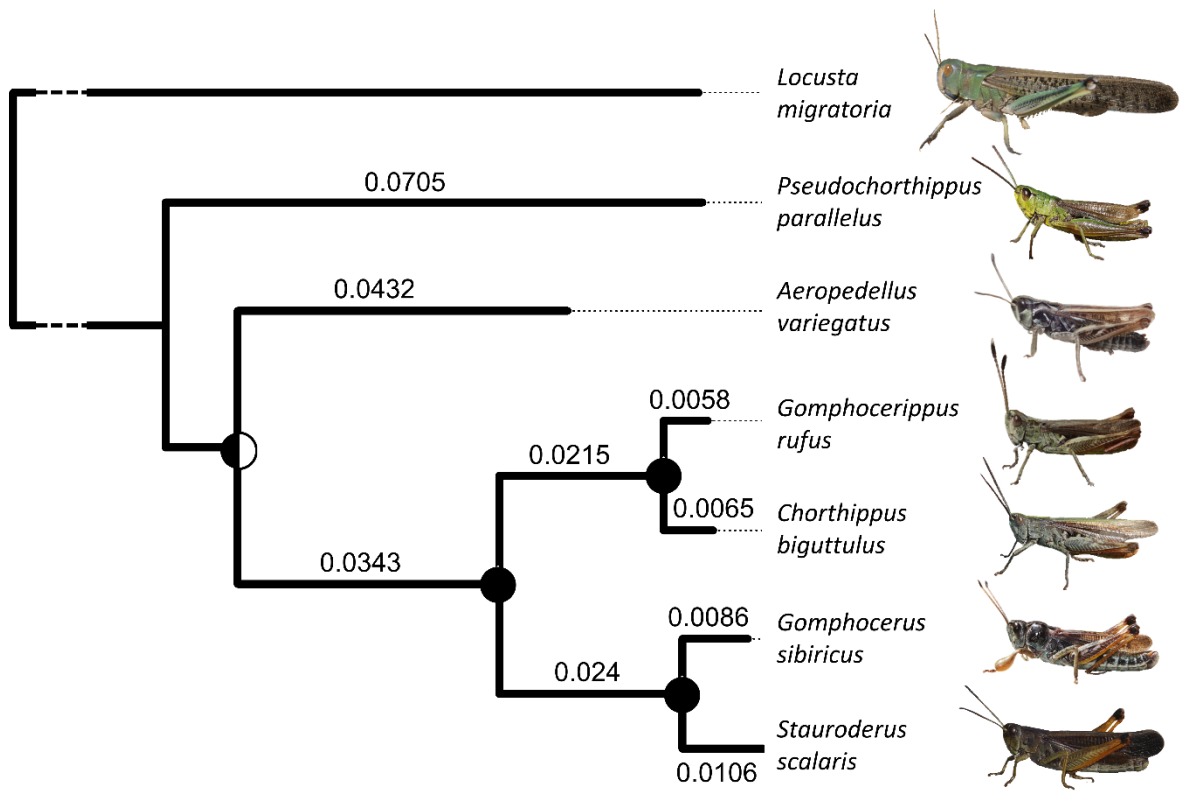 Locusta
migratoria
0.0705
Pseudochorthippus
parallelus
0.0432
Aeropedellus
variegatus
0.0058
Gomphocerippus
rufus
0.0215
0.0065
Chorthippus
biguttulus
0.0343
0.0086
Gomphocerus
sibiricus
0.024
Stauroderus
scalaris
0.0106